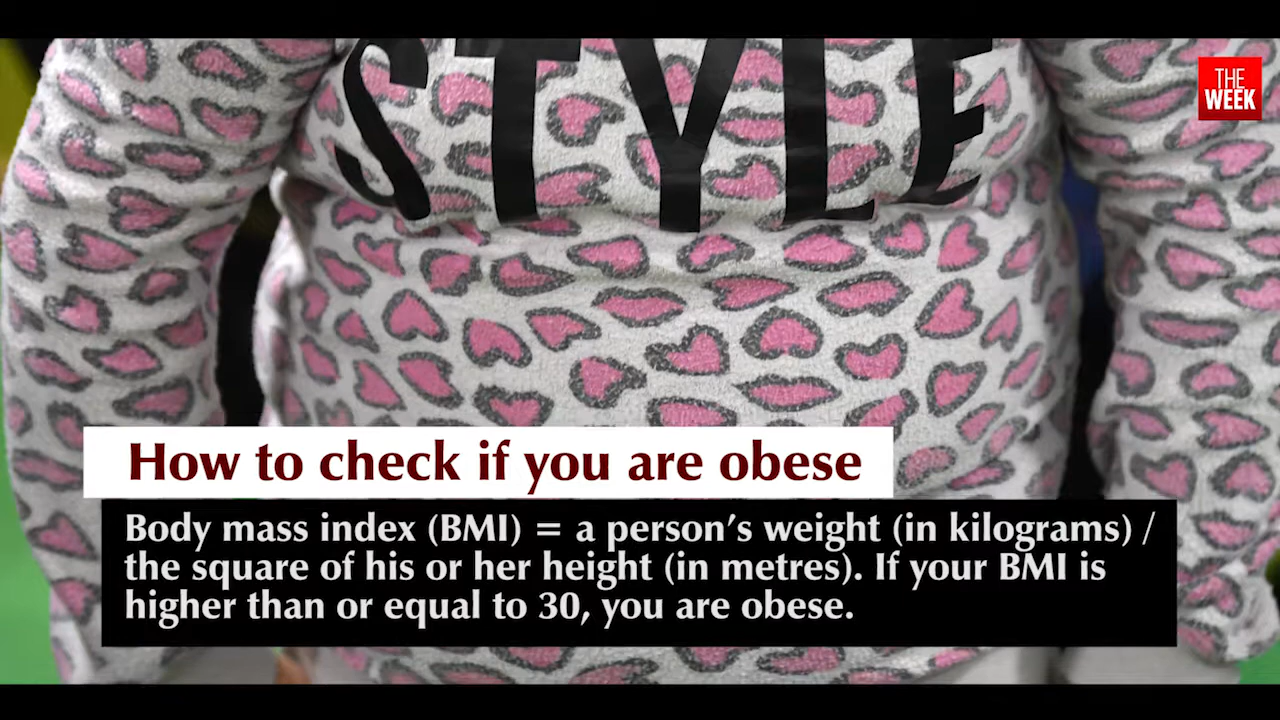 STYLE
THE
WEEK
How to check if you are obese
Body mass index (BMI) = a person’s weight (in kilograms) /
the square of his or her height (in metres). If your BMI is
higher than or equal to 30, you are obese.